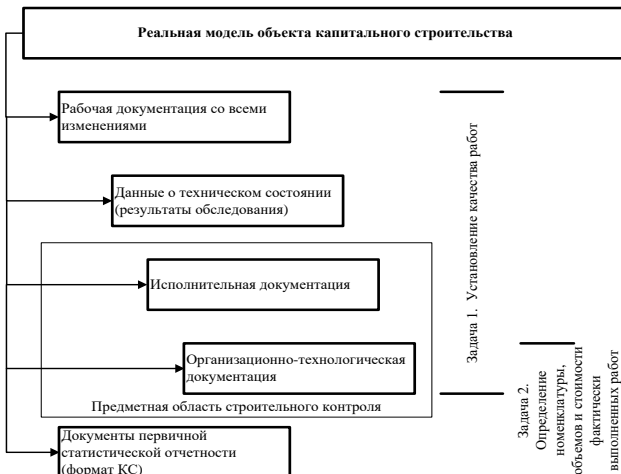 Реальная модель объекта капитального строительства
Рабочая документация со всеми
изменениями
Данные о техническом состоянии
(результаты обследования)
Исполнительная документация
Организационно-технологическая
документация
Предметная область строительного контроля
Документы первичной
статистической отчетности
(формат КС)
Задача 1. Установление качества работ
Задача 2.
Определение
номенклатуры,
объемов и стоимости
фактически
выполненных работ